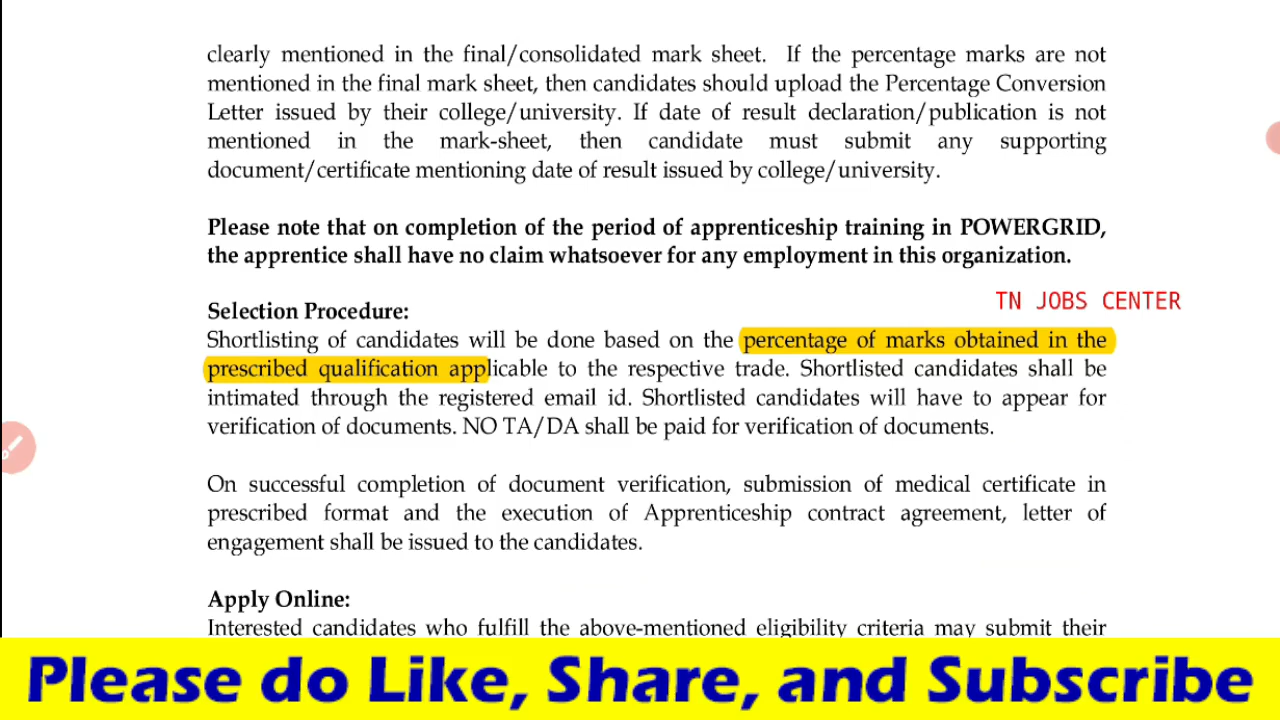 clearly mentioned in the final/consolidated mark sheet. If the percentage marks are not
mentioned in the final mark sheet, then candidates should upload the Percentage Conversion
Letter issued by their college/university. If date of result declaration/publication is not
mentioned in the mark-sheet, then candidate must submit any supporting
document/certificate mentioning date of result issued by college/university.
Please note that on completion of the period of apprenticeship training in POWERGRID,
the apprentice shall have no claim whatsoever for any employment in this organization.
TN JOBS CENTER
Selection Procedure:
Shortlisting of candidates will be done based on the percentage of marks obtained in the
prescribed qualification applicable to the respective trade. Shortlisted candidates shall be
intimated through the registered email id. Shortlisted candidates will have to appear for
verification of documents. NO TA/DA shall be paid for verification of documents.
On successful completion of document verification, submission of medical certificate in
prescribed format and the execution of Apprenticeship contract agreement, letter of
engagement shall be issued to the candidates.
Apply Online:
Interested candidates who fulfill the above-mentioned eligibility criteria may submit their
Please do Like, Share, and Subscribe